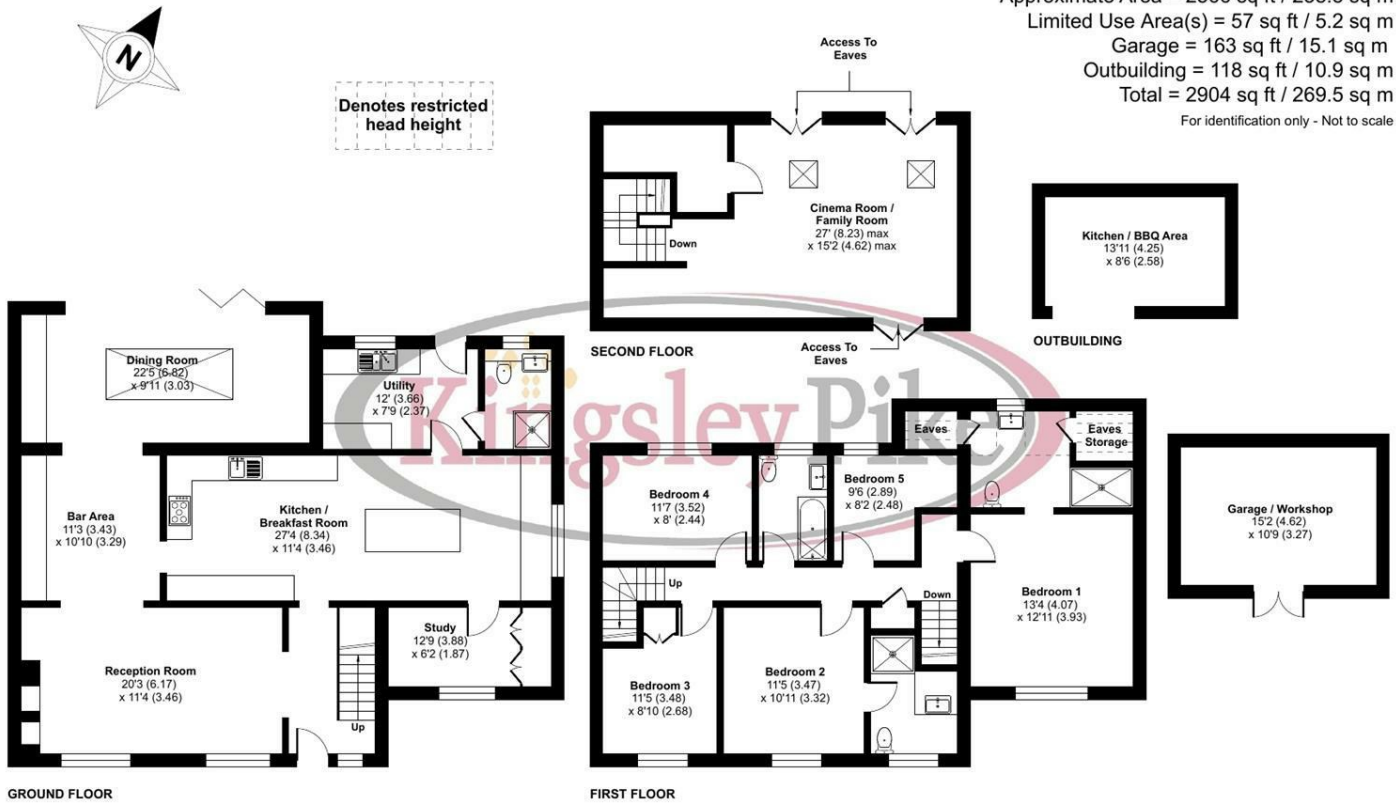 Limited Use Area(s) = 57 sq ft / 5.2 sq m
Garage = 163 sq ft / 15.1 sq m
Outbuilding = 118 sq ft / 10.9 sq m
Total = 2904 sq ft / 269.5 sq m
For identification only - Not to scale
N
Denotes restricted
head height
Access To
Eaves
Cinema Room /
Family Room
27' (8.23) max
x 15'2 (4.62) max
Down
Access To
Eaves
SECOND FLOOR
Kitchen / BBQ Area
13'11 (4.25)
x 8'6 (2.58)
OUTBUILDING
Dining Room
22'5 (6.82)
x 9'11 (3.03)
Utility
12' (3.66)
x 7'9 (2.37)
Kingsley Pike
Bar Area
11'3 (3.43)
x 10'10 (3.29)
Kitchen /
Breakfast Room
27'4 (8.34)
x 11'4 (3.46)
Study
12'9 (3.88)
x 6'2 (1.87)
Reception Room
20'3 (6.17)
x 11'4 (3.46)
Up
GROUND FLOOR
Eaves
Eaves
Storage
Bedroom 4
11'7 (3.52)
x 8' (2.44)
Bedroom 5
9'6 (2.89)
x 8'2 (2.48)
Up
Down
Bedroom 1
13'4 (4.07)
x 12'11 (3.93)
Bedroom 3
11'5 (3.48)
x 8'10 (2.68)
Bedroom 2
11'5 (3.47)
x 10'11 (3.32)
FIRST FLOOR
Garage / Workshop
15'2 (4.62)
x 10'9 (3.27)